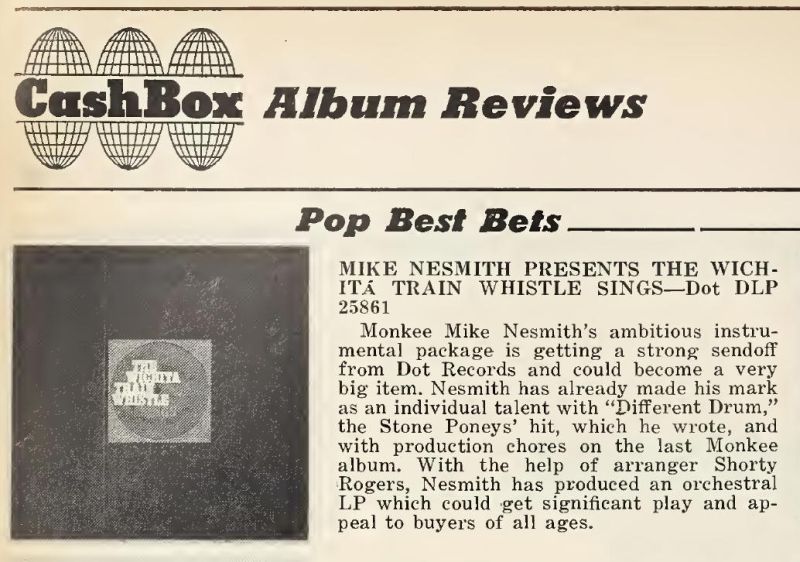 CashBox Album Reviews
Pop Best Bets
THE
WICHITA
TRAIN
WHISTLE
MIKE NESMITH PRESENTS THE WICH-
ITA TRAIN WHISTLE SINGS—Dot DLP
25861
Monkee Mike Nesmith's ambitious instru-
mental package is getting a strong sendoff
from Dot Records and could become a very
big item. Nesmith has already made his mark
as an individual talent with "Different Drum,"
the Stone Poneys' hit, which he wrote, and
with production chores on the last Monkee
album. With the help of arranger Shorty
Rogers, Nesmith has produced an orchestral
LP which could get significant play and ap-
peal to buyers of all ages.